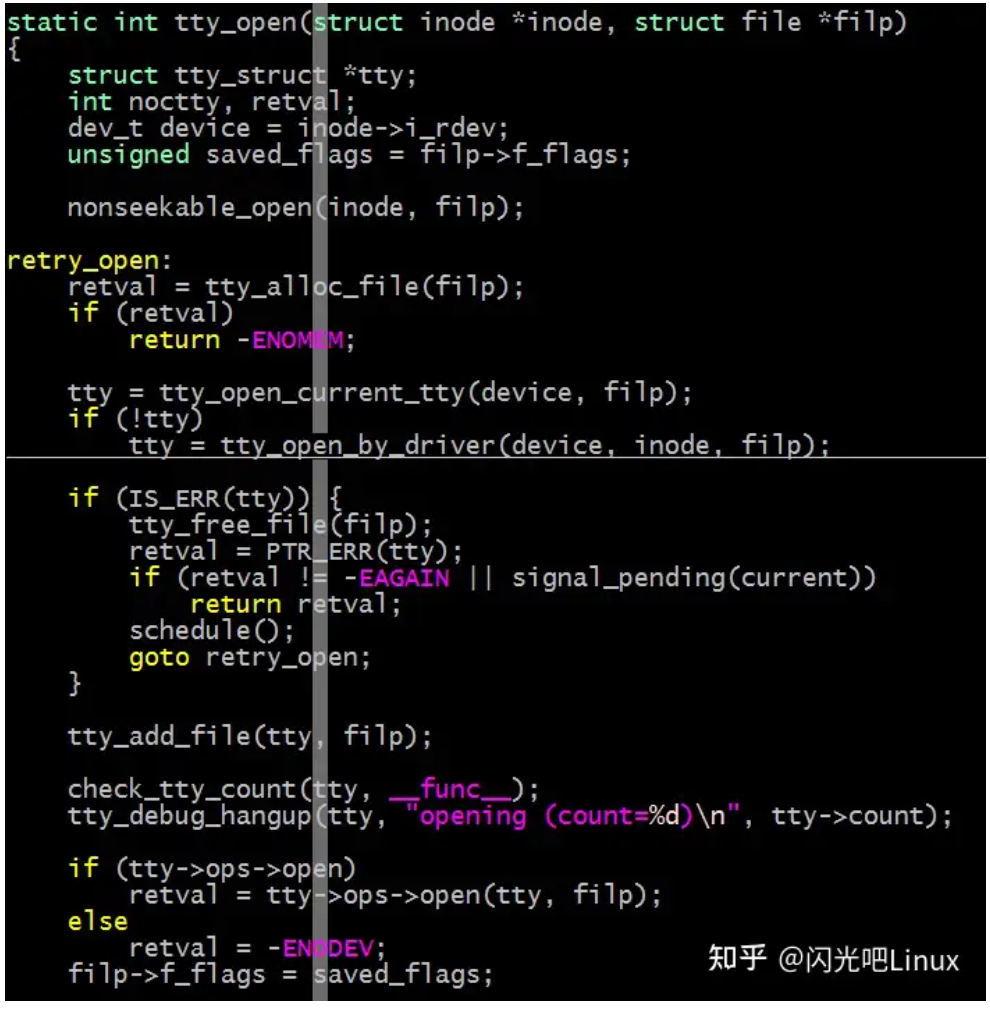 static int tty_open(struct inode *inode, struct file *filp)
{
    struct tty_struct *tty;
    int noctty, retval;
    dev_t device = inode->i_rdev;
    unsigned saved_flags = filp->f_flags;

    nonseekable_open(inode, filp);

retry_open:
    retval = tty_alloc_file(filp);
    if (retval)
        return -ENOMEM;

    tty = tty_open_current_tty(device, filp);
    if (!tty)
        tty = tty_open_by_driver(device, inode, filp);

    if (IS_ERR(tty)) {
        tty_free_file(filp);
        retval = PTR_ERR(tty);
        if (retval != -EAGAIN || signal_pending(current))
            return retval;
        schedule();
        goto retry_open;
    }

    tty_add_file(tty, filp);

    check_tty_count(tty, __func__);
    tty_debug_hangup(tty, "opening (count=%d)\n", tty->count);

    if (tty->ops->open)
        retval = tty->ops->open(tty, filp);
    else
        retval = -ENODEV;
    filp->f_flags = saved_flags;
知乎 @闪光吧Linux